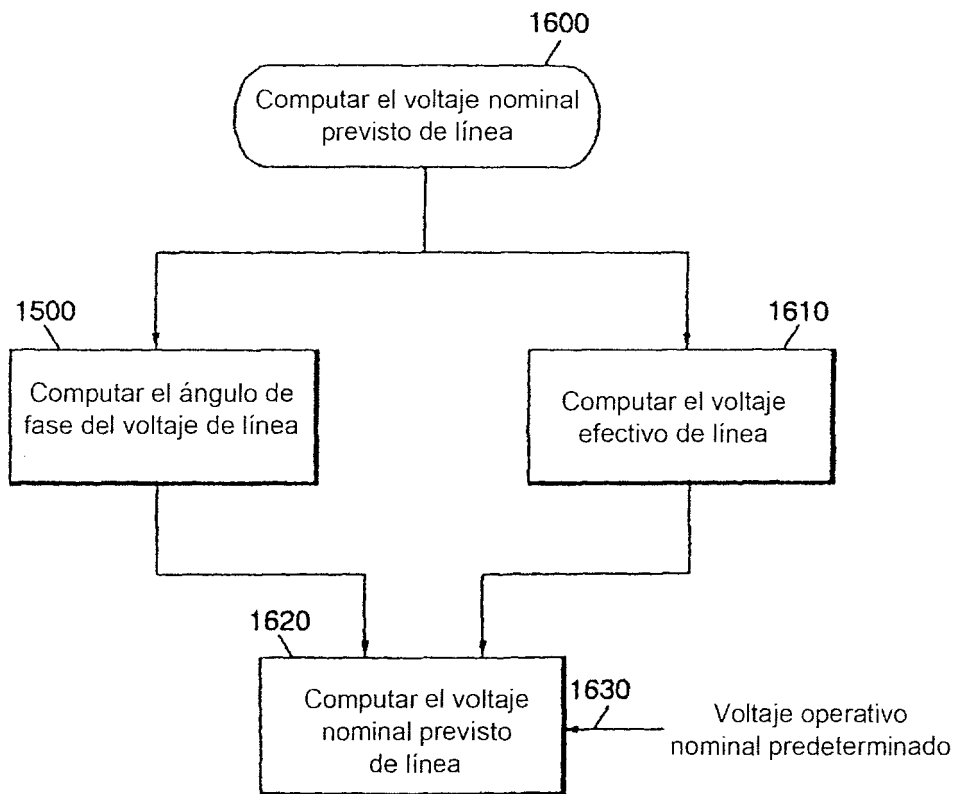 1600
Computar el voltaje nominal
previsto de línea
1500
Computar el ángulo de
fase del voltaje de línea
1610
Computar el voltaje
efectivo de línea
1620
Computar el voltaje
nominal previsto
de línea
1630
Voltaje operativo
nominal predeterminado